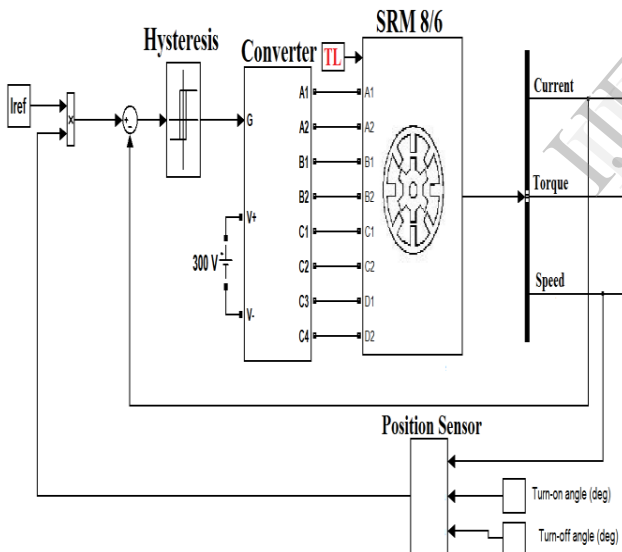 Hysteresis
Converter
SRM 8/6
TL
Iref
×
G
V+
300 V
V-
A1
A2
B1
B2
C1
C2
C3
C4
A1
A2
B1
B2
C1
C2
D1
D2
Current
Torque
Speed
Position Sensor
Turn-on angle (deg)
Turn-off angle (deg)